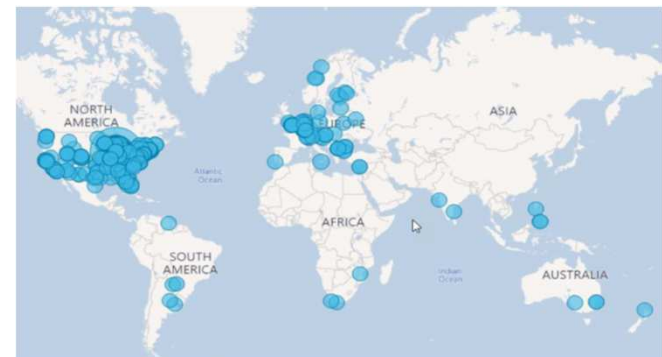 NORTH
AMERICA
EUROPE
ASIA
Atlantic
Ocean
AFRICA
SOUTH
AMERICA
Indian
Ocean
AUSTRALIA